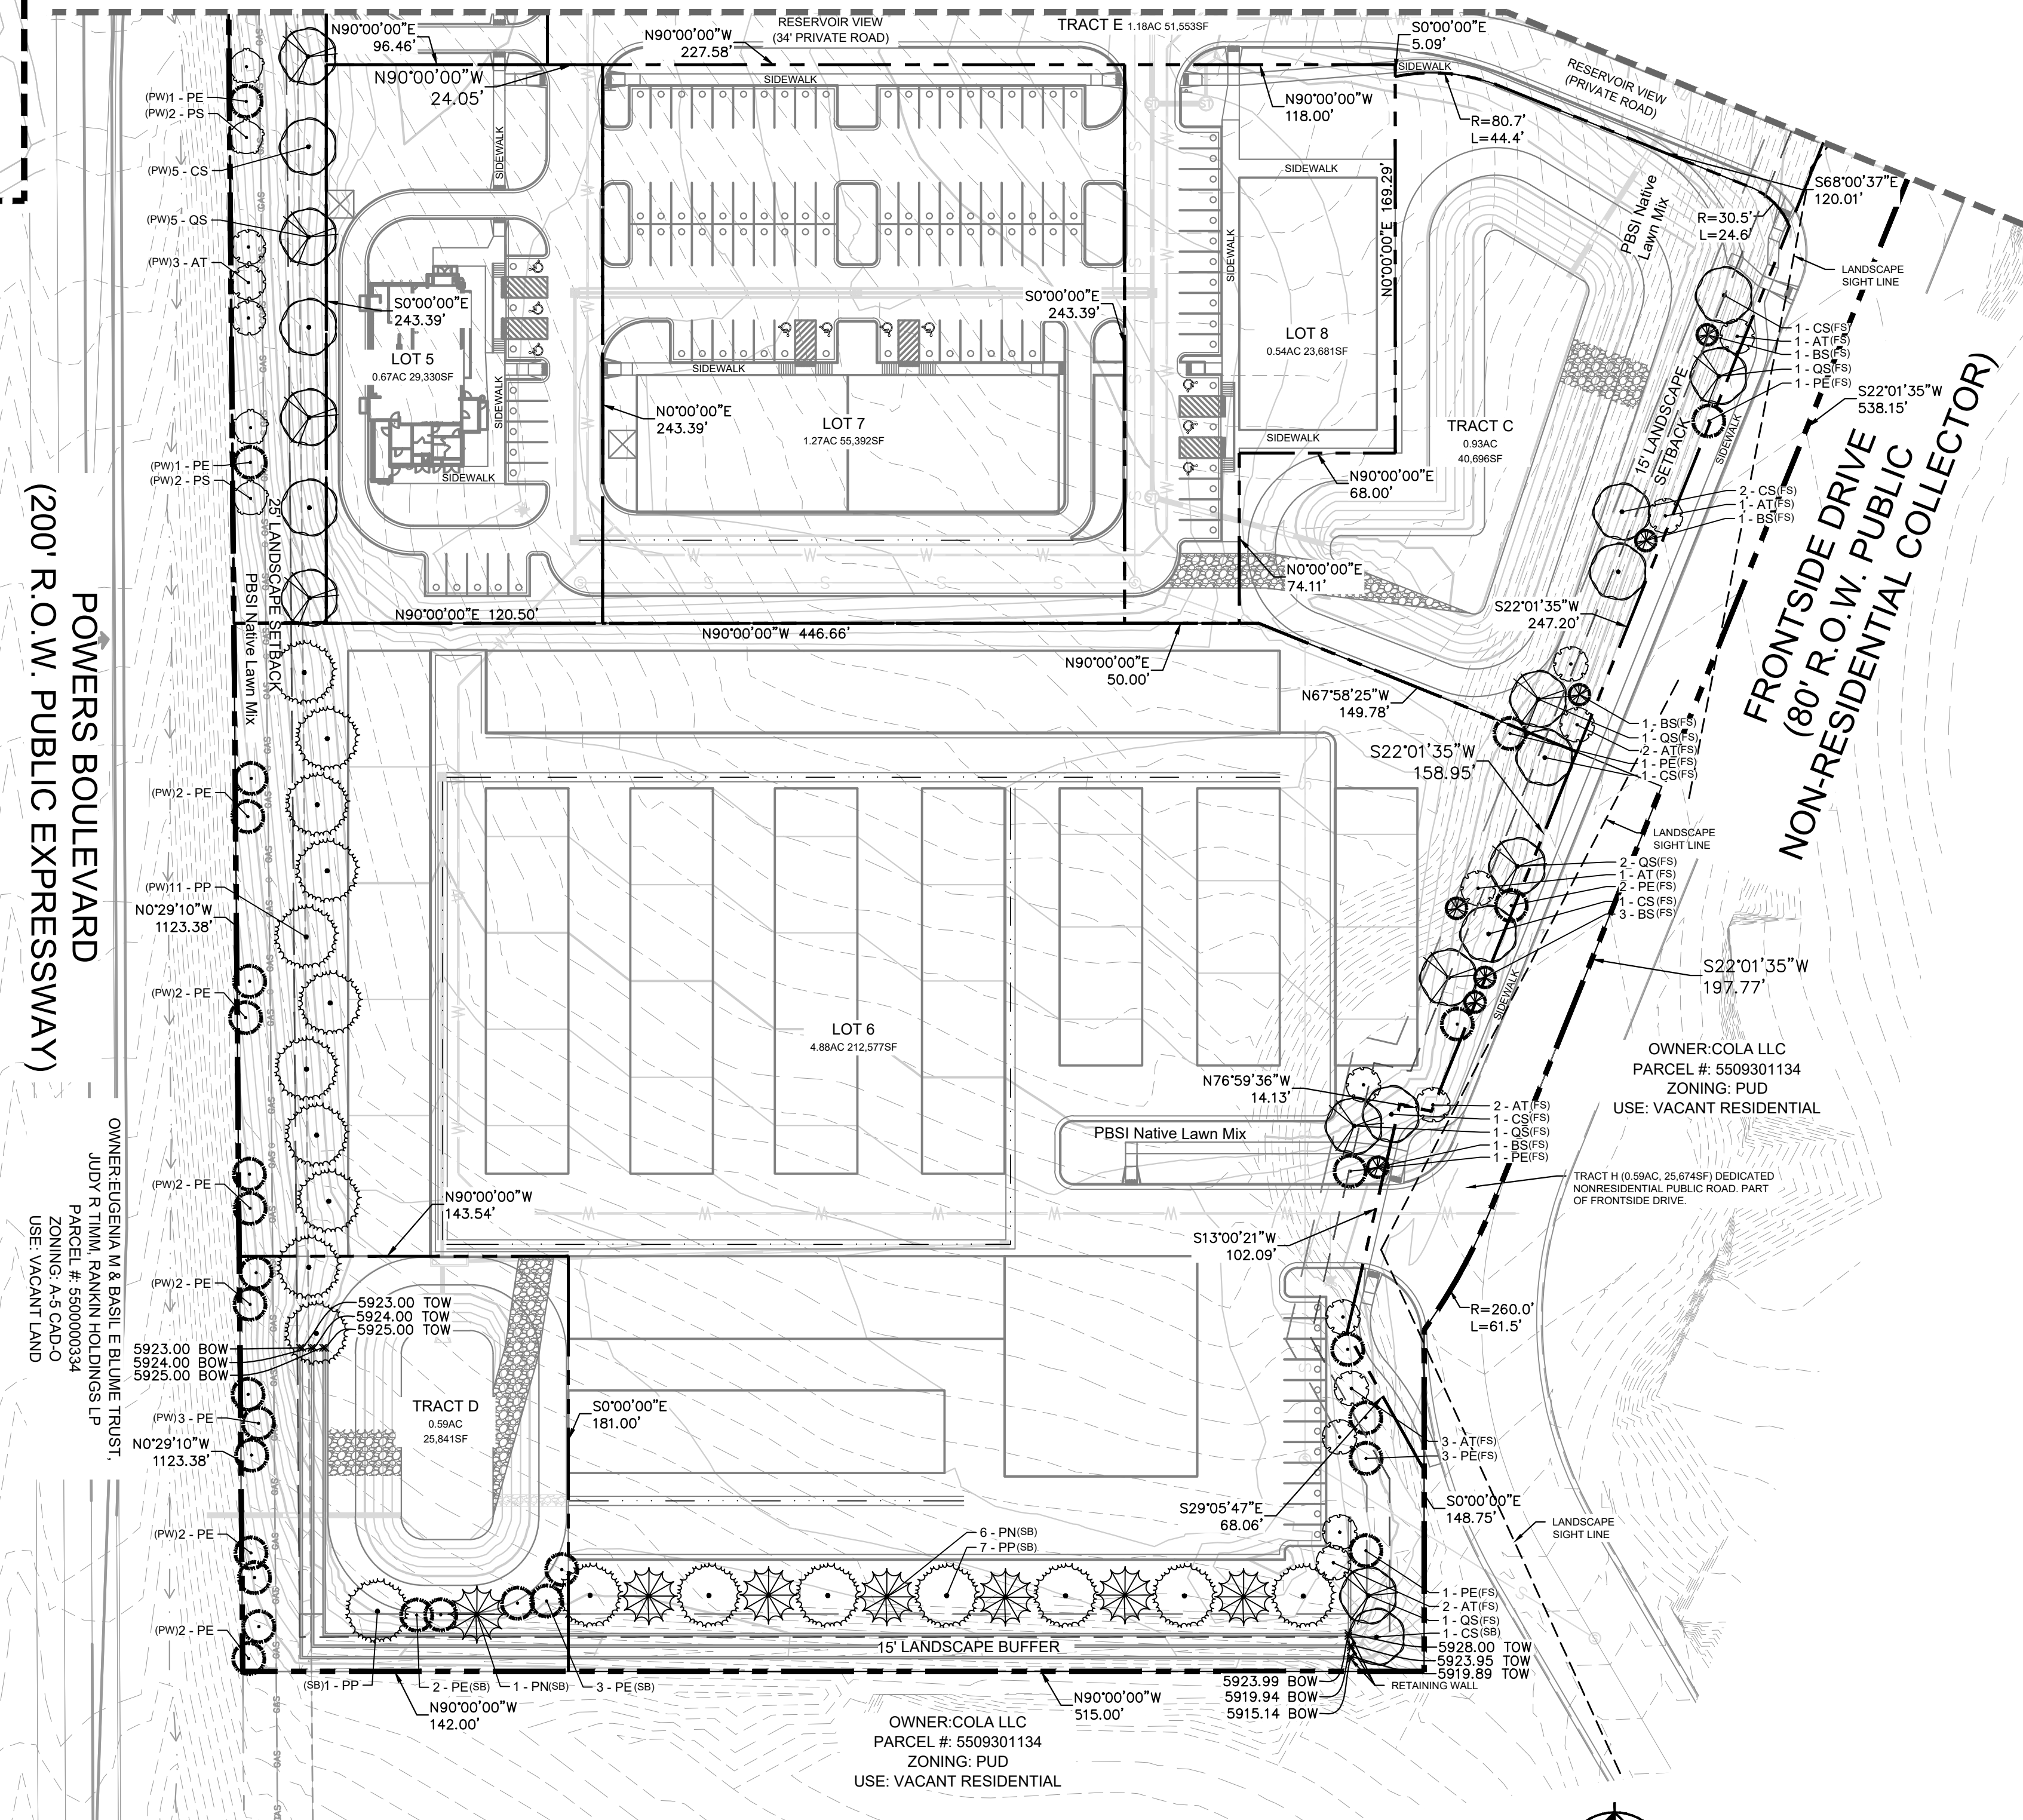 N90°00'00"E
96.46'
N90°00'00"W
24.05'
N90°00'00"W
227.58'
RESERVOIR VIEW
(34' PRIVATE ROAD)
TRACT E 1.18AC 51,553SF
S0°00'00"E
5.09'
SIDEWALK
SIDEWALK
RESERVOIR VIEW
(PRIVATE ROAD)
N90°00'00"W
118.00'
R=80.7'
L=44.4'
SIDEWALK
SIDEWALK
S68°00'37"E
120.01'
R=30.5'
L=24.6'
PBSI Native
Lawn Mix
LANDSCAPE
SIGHT LINE
(PW)1 - PE
(PW)2 - PS
(PW)5 - CS
(PW)5 - QS
(PW)3 - AT
(PW)1 - PE
(PW)2 - PS
GAS
S0°00'00"E
243.39'
LOT 5
0.67AC 29,330SF
SIDEWALK
SIDEWALK
S0°00'00"E
243.39'
SIDEWALK
SIDEWALK
N0°00'00"E 169.29'
LOT 8
0.54AC 23,681SF
N0°00'00"E
243.39'
LOT 7
1.27AC 55,392SF
SIDEWALK
N90°00'00"E
68.00'
TRACT C
0.93AC
40,696SF
15' LANDSCAPE
SETBACK
SIDEWALK
1 - CS(FS)
1 - AT(FS)
1 - BS(FS)
1 - QS(FS)
1 - PE(FS)
S22°01'35"W
538.15'
2 - CS(FS)
1 - AT(FS)
1 - BS(FS)
FRONTSIDE DRIVE
(80' R.O.W. PUBLIC
NON-RESIDENTIAL COLLECTOR)
N0°00'00"E
74.11'
S22°01'35"W
247.20'
25' LANDSCAPE SETBACK
PBSI Native Lawn Mix
N90°00'00"E 120.50'
N90°00'00"W 446.66'
N90°00'00"E
50.00'
N67°58'25"W
149.78'
S22°01'35"W
158.95'
1 - BS(FS)
1 - QS(FS)
2 - AT(FS)
1 - PE(FS)
1 - CS(FS)
POWERS BOULEVARD
(200' R.O.W. PUBLIC EXPRESSWAY)
(PW)2 - PE
(PW)11 - PP
N0°29'10"W
1123.38'
(PW)2 - PE
LANDSCAPE
SIGHT LINE
2 - QS(FS)
1 - AT(FS)
2 - PE(FS)
1 - CS(FS)
3 - BS(FS)
S22°01'35"W
197.77'
SIDEWALK
LOT 6
4.88AC 212,577SF
OWNER:COLA LLC
PARCEL #: 5509301134
ZONING: PUD
USE: VACANT RESIDENTIAL
N76°59'36"W
14.13'
PBSI Native Lawn Mix
2 - AT(FS)
1 - CS(FS)
1 - QS(FS)
1 - BS(FS)
1 - PE(FS)
TRACT H (0.59AC, 25,674SF) DEDICATED
NONRESIDENTIAL PUBLIC ROAD. PART
OF FRONTSIDE DRIVE.
OWNER:EUGENIA M & BASIL E BLUME TRUST,
JUDY R TIMM, RANKIN HOLDINGS LP
PARCEL #: 5500000334
ZONING: A-5 CAD-O
USE: VACANT LAND
(PW)2 - PE
N90°00'00"W
143.54'
S13°00'21"W
102.09'
(PW)2 - PE
5923.00 TOW
5924.00 TOW
5925.00 TOW
5923.00 BOW
5924.00 BOW
5925.00 BOW
R=260.0'
L=61.5'
(PW)3 - PE
N0°29'10"W
1123.38'
TRACT D
0.59AC
25,841SF
S0°00'00"E
181.00'
3 - AT(FS)
3 - PE(FS)
S29°05'47"E
68.06'
S0°00'00"E
148.75'
LANDSCAPE
SIGHT LINE
(PW)2 - PE
6 - PN(SB)
7 - PP(SB)
1 - PE(FS)
2 - AT(FS)
1 - QS(FS)
1 - CS(SB)
5928.00 TOW
5923.95 TOW
5919.89 TOW
RETAINING WALL
(PW)2 - PE
15' LANDSCAPE BUFFER
(SB)1 - PP
2 - PE(SB)
1 - PN(SB)
3 - PE(SB)
N90°00'00"W
142.00'
N90°00'00"W
515.00'
5923.99 BOW
5919.94 BOW
5915.14 BOW
OWNER:COLA LLC
PARCEL #: 5509301134
ZONING: PUD
USE: VACANT RESIDENTIAL